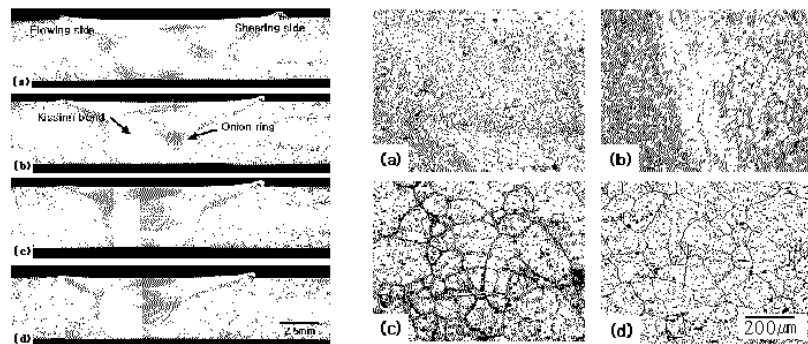 Flowing side
Shearing side
(a)
Kissing bond
Onion ring
(b)
(c)
2.5mm
(d)
(a)
(b)
(c)
(d)
200μm